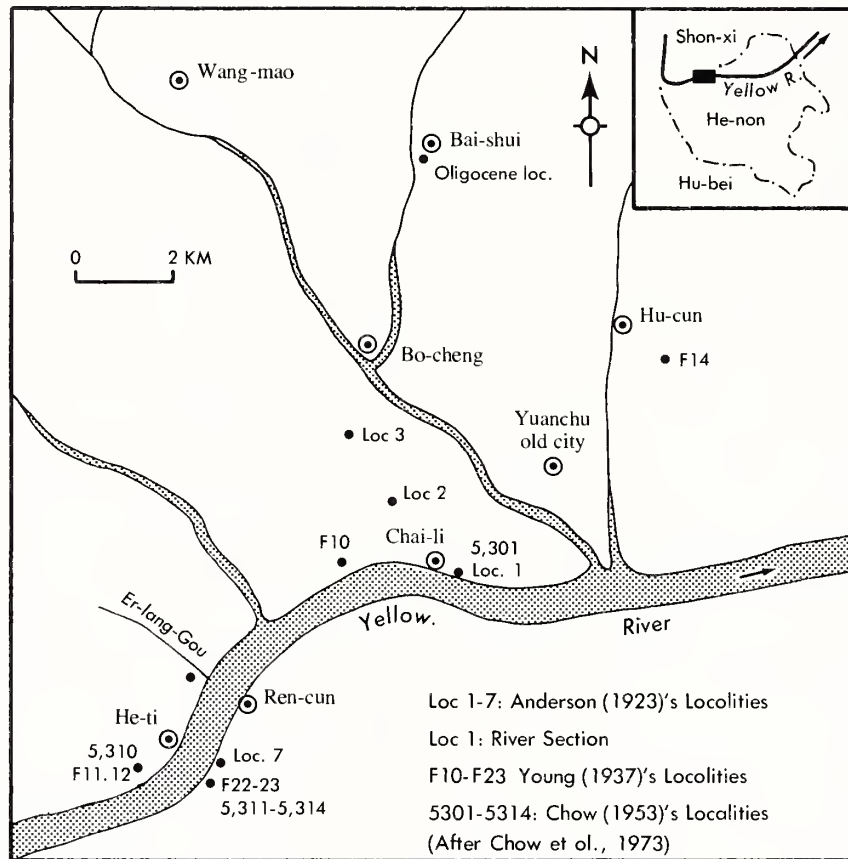 Wang-mao
N
Shon-xi
Yellow R.
He-non
Hu-bei
Bai-shui
Oligocene loc.
0 2 KM
Hu-cun
F14
Bo-cheng
Yuanchu
old city
Loc 3
Loc 2
F10
Chai-li
5,301
Loc. 1
Yellow.
River
Er-lang-Gou
Ren-cun
He-ti
5,310
F11.12
Loc. 7
F22-23
5,311-5,314
Loc 1-7: Anderson (1923)'s Locolities
Loc 1: River Section
F10-F23 Young (1937)'s Locolities
5301-5314: Chow (1953)'s Localities
(After Chow et ol., 1973)